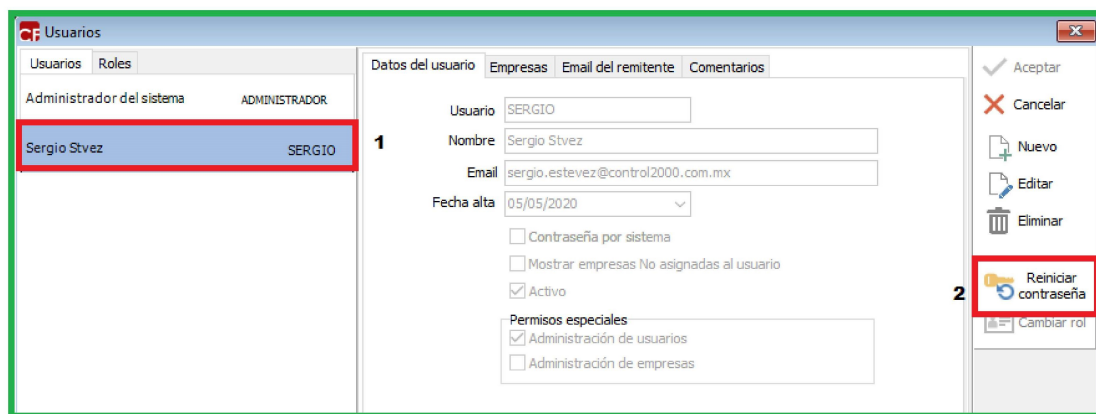 CF Usuarios
Usuarios Roles
Administrador del sistema ADMINISTRADOR
Sergio Stvez SERGIO
1
Datos del usuario Empresas Email del remitente Comentarios
Usuario SERGIO
Nombre Sergio Stvez
Email sergio.estevez@control2000.com.mx
Fecha alta 05/05/2020
Contraseña por sistema
Mostrar empresas No asignadas al usuario
Activo
Permisos especiales
Administración de usuarios
Administración de empresas
Aceptar
Cancelar
Nuevo
Editar
Eliminar
2
Reiniciar
contraseña
Cambiar rol